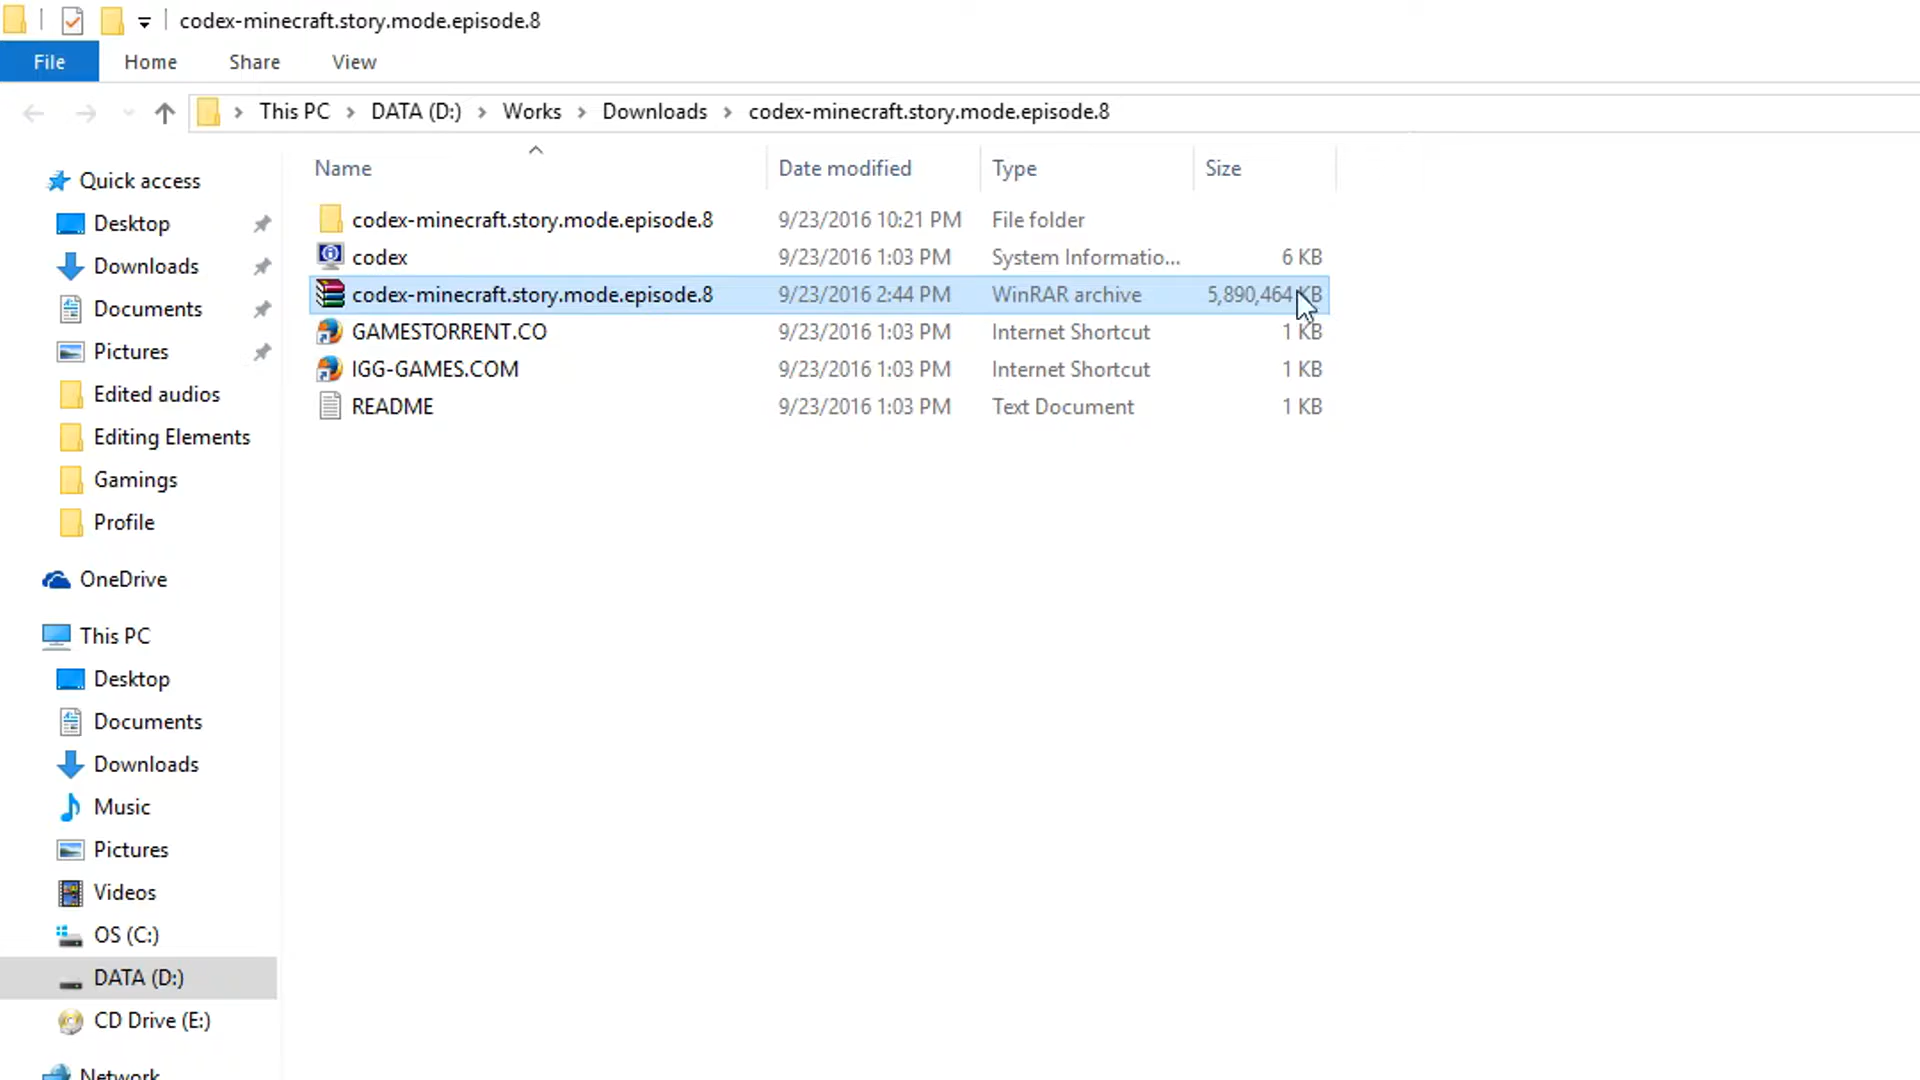 codex-minecraft.story.mode.episode.8
File Home Share View
This PC DATA (D:) Works Downloads codex-minecraft.story.mode.episode.8
Name Date modified Type Size
codex-minecraft.story.mode.episode.8 9/23/2016 10:21 PM File folder
codex 9/23/2016 1:03 PM System Informatio... 6 KB
codex-minecraft.story.mode.episode.8 9/23/2016 2:44 PM WinRAR archive 5,890,464 KB
GAMESTORRENT.CO 9/23/2016 1:03 PM Internet Shortcut 1 KB
IGG-GAMES.COM 9/23/2016 1:03 PM Internet Shortcut 1 KB
README 9/23/2016 1:03 PM Text Document 1 KB
Quick access
Desktop
Downloads
Documents
Pictures
Edited audios
Editing Elements
Gamings
Profile
OneDrive
This PC
Desktop
Documents
Downloads
Music
Pictures
Videos
OS (C:)
DATA (D:)
CD Drive (E:)
Network